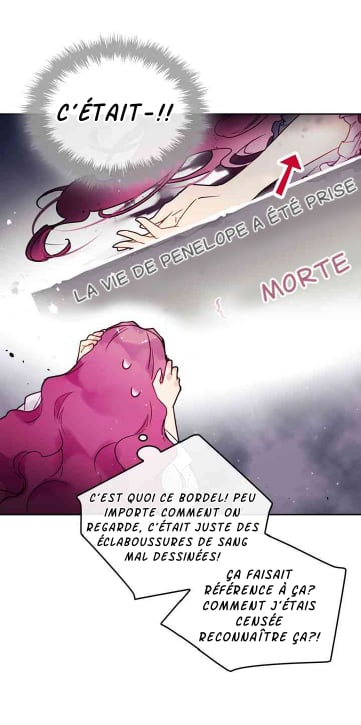 C'ÉTAIT-!!
LA VIE DE PENELOPE A ÉTÉ PRISE
{ MORTE
C'EST QUOI CE BORDEL! PEU
IMPORTE COMMENT ON
REGARDE, C'ÉTAIT JUSTE DES
ÉCLABOUSSURES DE SANG
MAL DESSINÉES!
ÇA FAISAIT
RÉFÉRENCE À ÇA?
COMMENT J'ÉTAIS
CENSÉE
RECONNAÎTRE ÇA?!